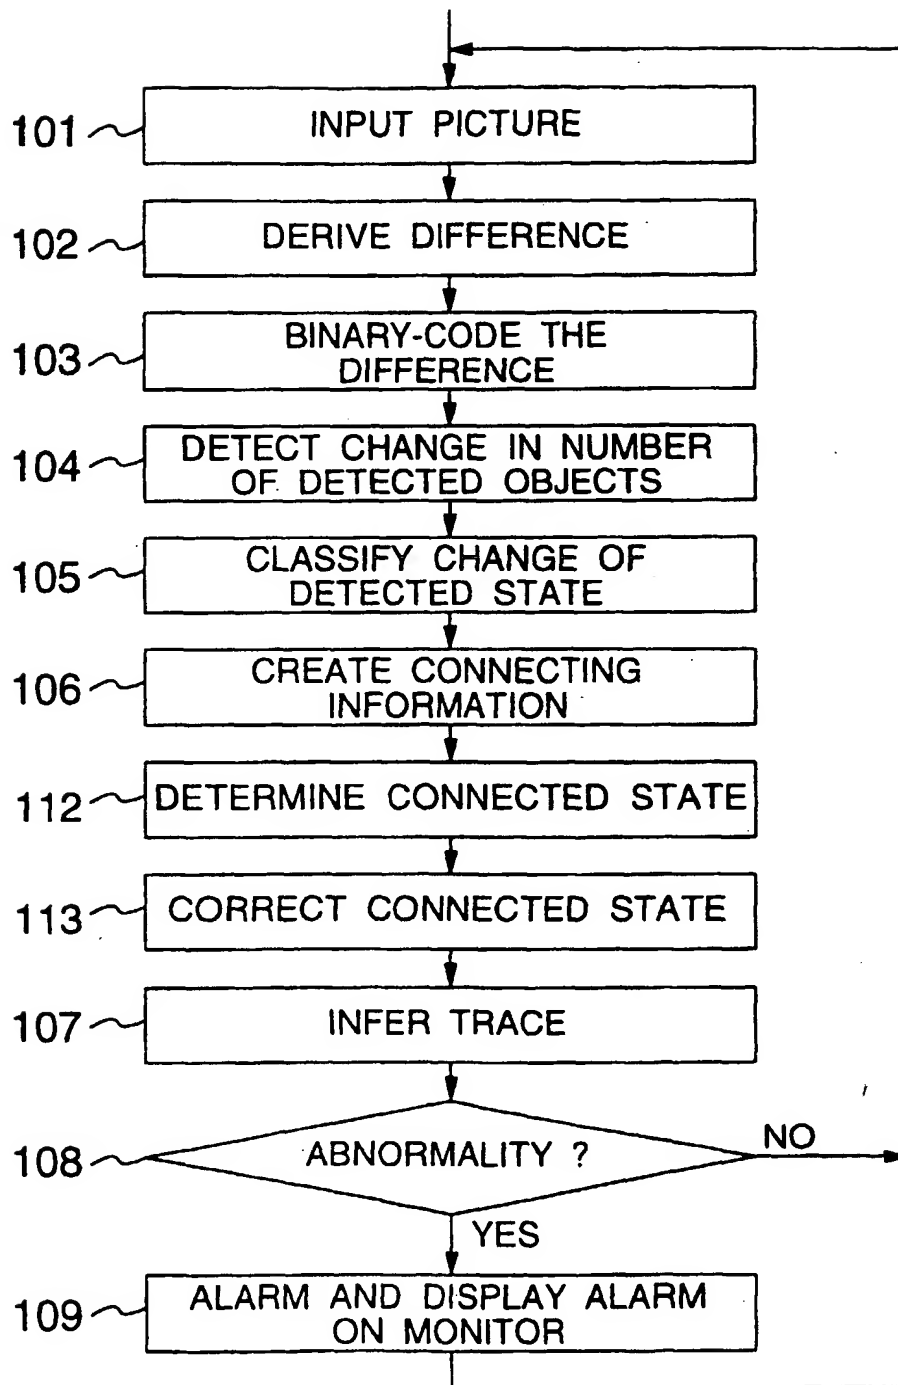 101 INPUT PICTURE
102 DERIVE DIFFERENCE
103 BINARY-CODE THE
DIFFERENCE
104 DETECT CHANGE IN NUMBER
OF DETECTED OBJECTS
105 CLASSIFY CHANGE OF
DETECTED STATE
106 CREATE CONNECTING
INFORMATION
112 DETERMINE CONNECTED STATE
113 CORRECT CONNECTED STATE
107 INFER TRACE
108 ABNORMALITY ? NO
YES
109 ALARM AND DISPLAY ALARM
ON MONITOR